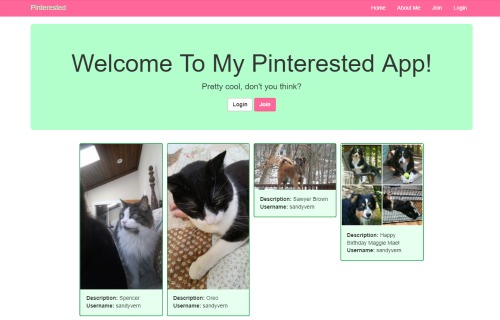 Pinterested
Home About Me Join Login
Welcome To My Pinterested App!
Pretty cool, don't you think?
Login Join
Description: Spencer
Username: sandyvern
Description: Oreo
Username: sandyvern
Description: Sawyer Brown
Username: sandyvern
Description: Happy
Birthday Maggie Mae!
Username: sandyvern